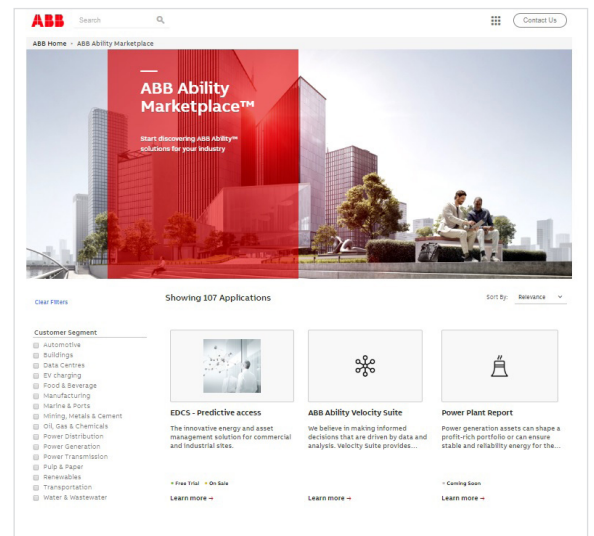 ABB
Search
Contact Us
ABB Home - ABB Ability Marketplace
ABB Ability
Marketplace™
Start discovering ABB Ability™
solutions for your industry
Clear Filters
Showing 107 Applications
Sort By: Relevance
Customer Segment
Automotive
Buildings
Data Centres
EV charging
Food & Beverage
Manufacturing
Marine & Ports
Mining, Metals & Cement
Oil, Gas & Chemicals
Power Distribution
Power Generation
Power Transmission
Pulp & Paper
Renewables
Transportation
Water & Wastewater
EDCS - Predictive access
The innovative energy and asset
management solution for commercial
and industrial sites.
Free Trial On Sale
Learn more →
ABB Ability Velocity Suite
We believe in making informed
decisions that are driven by data and
analysis. Velocity Suite provides...
Learn more →
Power Plant Report
Power generation assets can shape a
profit-rich portfolio or can ensure
stable and reliability energy for the...
Coming Soon
Learn more →